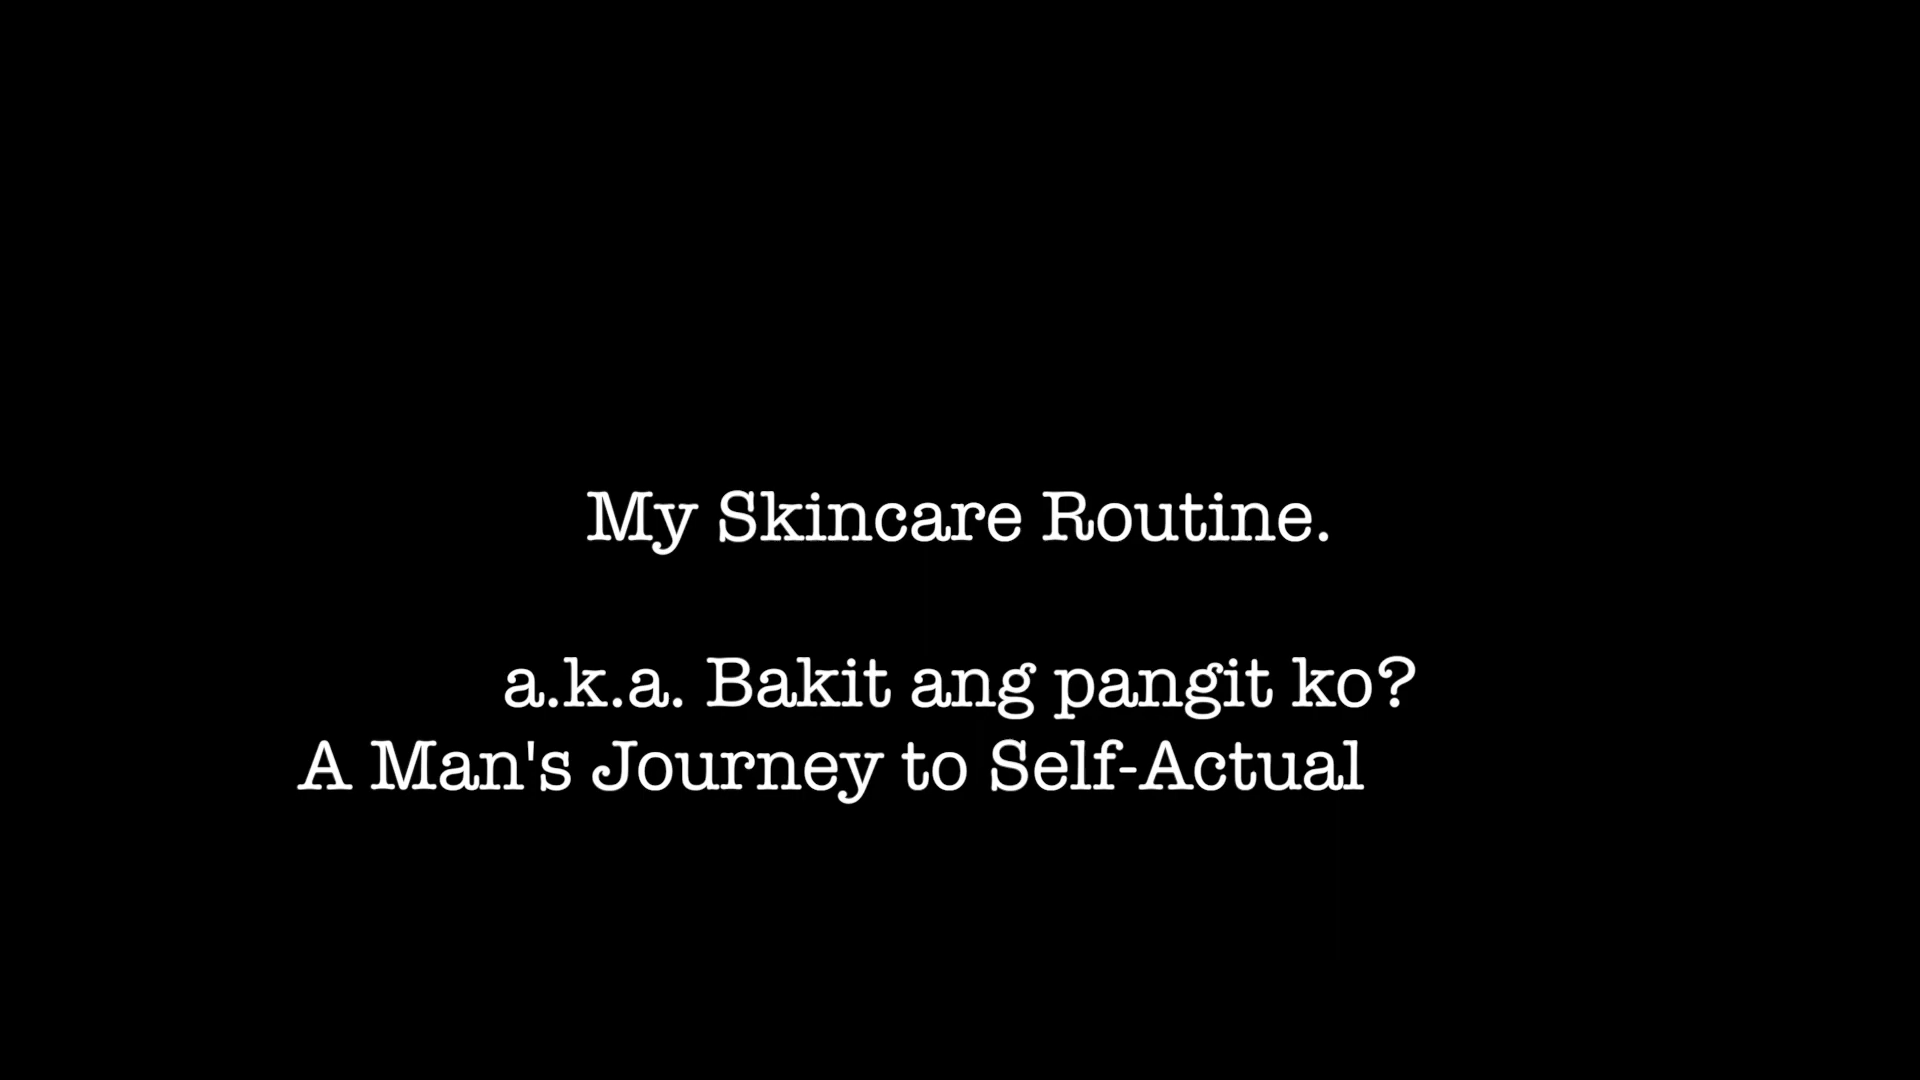 My Skincare Routine.
a.k.a. Bakit ang pangit ko?
A Man's Journey to Self-Actual